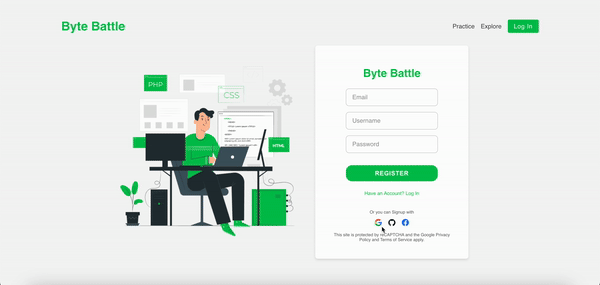 Byte Battle
Practice
Explore
Log In
PHP
CSS
HTML
Byte Battle
Email
Username
Password
REGISTER
Have an Account? Log In
Or you can Signup with
This site is protected by reCAPTCHA and the Google Privacy
Policy and Terms of Service apply.